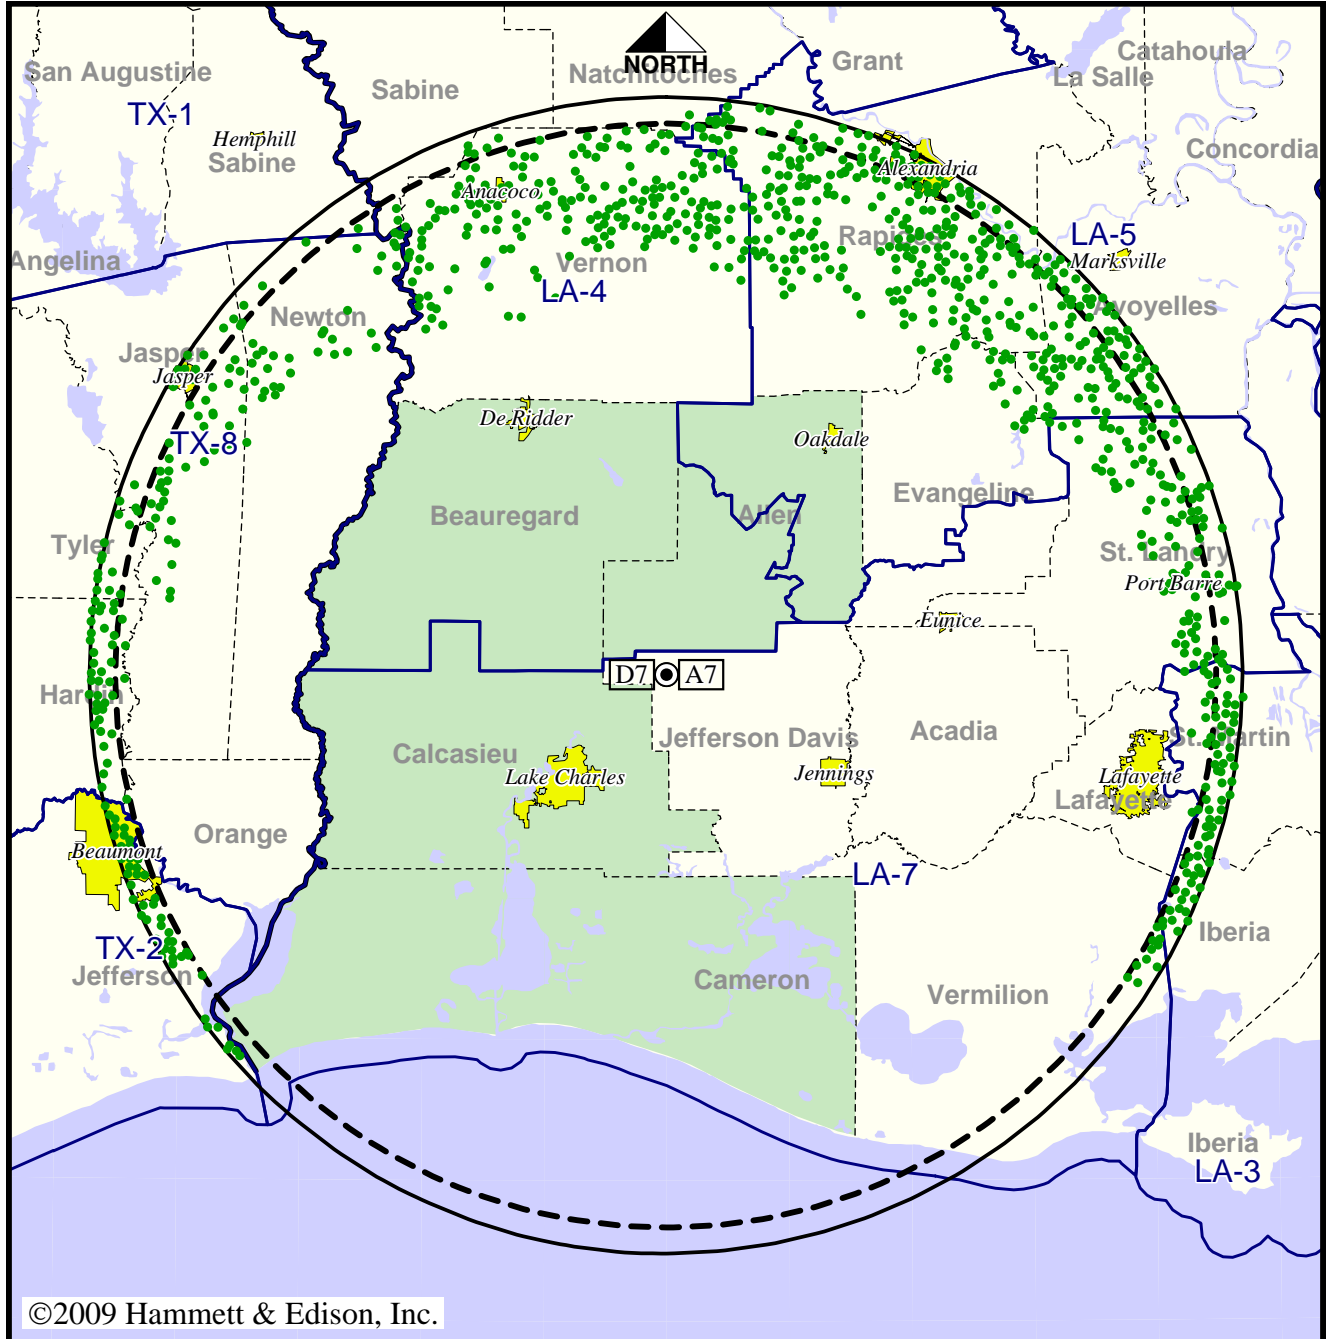 NORTH
Natchitoches
Grant
Catahoula
La Salle
San Augustine
TX-1
Sabine
Hemphill
Sabine
Concordia
Alexandria
Anacoco
LA-5
Marksville
Rapides
Angelina
Vernon
LA-4
Avoyelles
Newton
Jasper
Jasper
De Ridder
Oakdale
TX-8
Evangeline
Beauregard
Allen
Tyler
St. Landry
Port Barre
Eunice
D7
A7
Hardin
Acadia
Jefferson Davis
St. Martin
Calcasieu
Lake Charles
Jennings
Lafayette
Lafayette
Orange
Beaumont
LA-7
Iberia
TX-2
Jefferson
Cameron
Vermilion
Iberia
LA-3
©2009 Hammett & Edison, Inc.